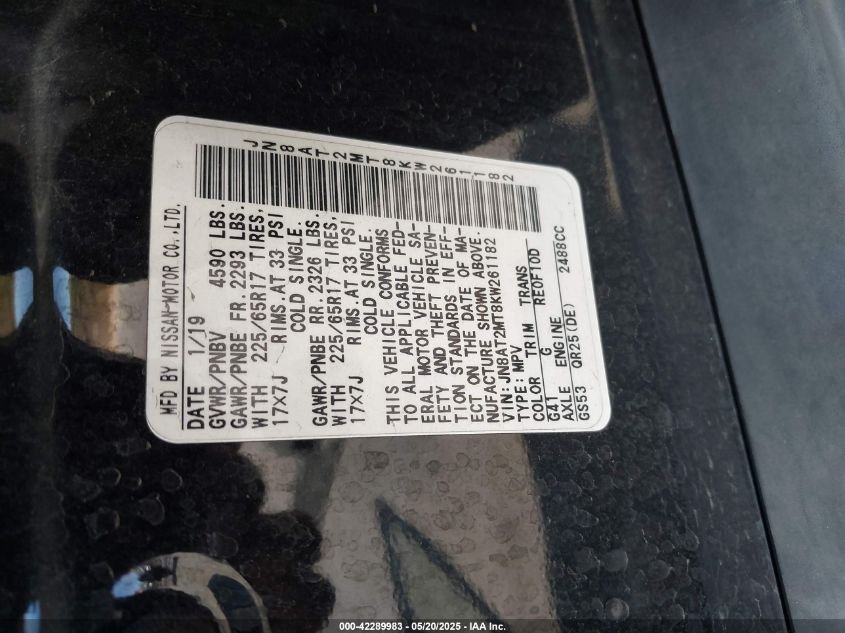 JN8AT2MT8KW261182
MFD BY NISSAN MOTOR CO.,LTD.
DATE 1/19
GVWR/PNBV 4590 LBS.
GAWR/PNBE FR.2293 LBS.
WITH 225/65R17 TIRES,
17X7J RIMS.AT 33 PSI
COLD SINGLE.
GAWR/PNBE RR.2326 LBS.
WITH 225/65R17 TIRES,
17X7J RIMS.AT 33 PSI
COLD SINGLE.
THIS VEHICLE CONFORMS
TO ALL APPLICABLE FED-
ERAL MOTOR VEHICLE SA-
FETY AND THEFT PREVEN-
TION STANDARDS IN EFF-
ECT ON THE DATE OF MA-
NUFACTURE SHOWN ABOVE.
VIN:JN8AT2MT8KW261182
TYPE:MPV
COLOR TRIM TRANS
G41 G RE0F10D
AXLE ENGINE
GS53 QR25(DE) 2488CC
000-42289983 - 05/20/2025 - IAA Inc.